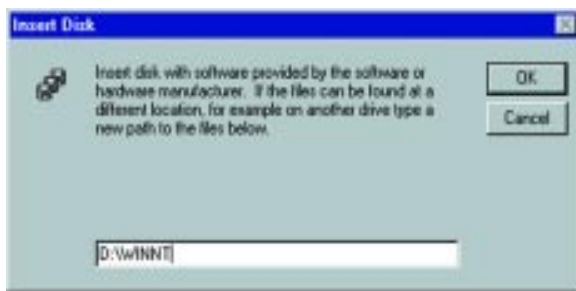 Insert Disk
Insert disk with software provided by the software or
hardware manufacturer. If the files can be found at a
different location, for example on another drive type a
new path to the files below.
OK
Cancel
D:\WINNT